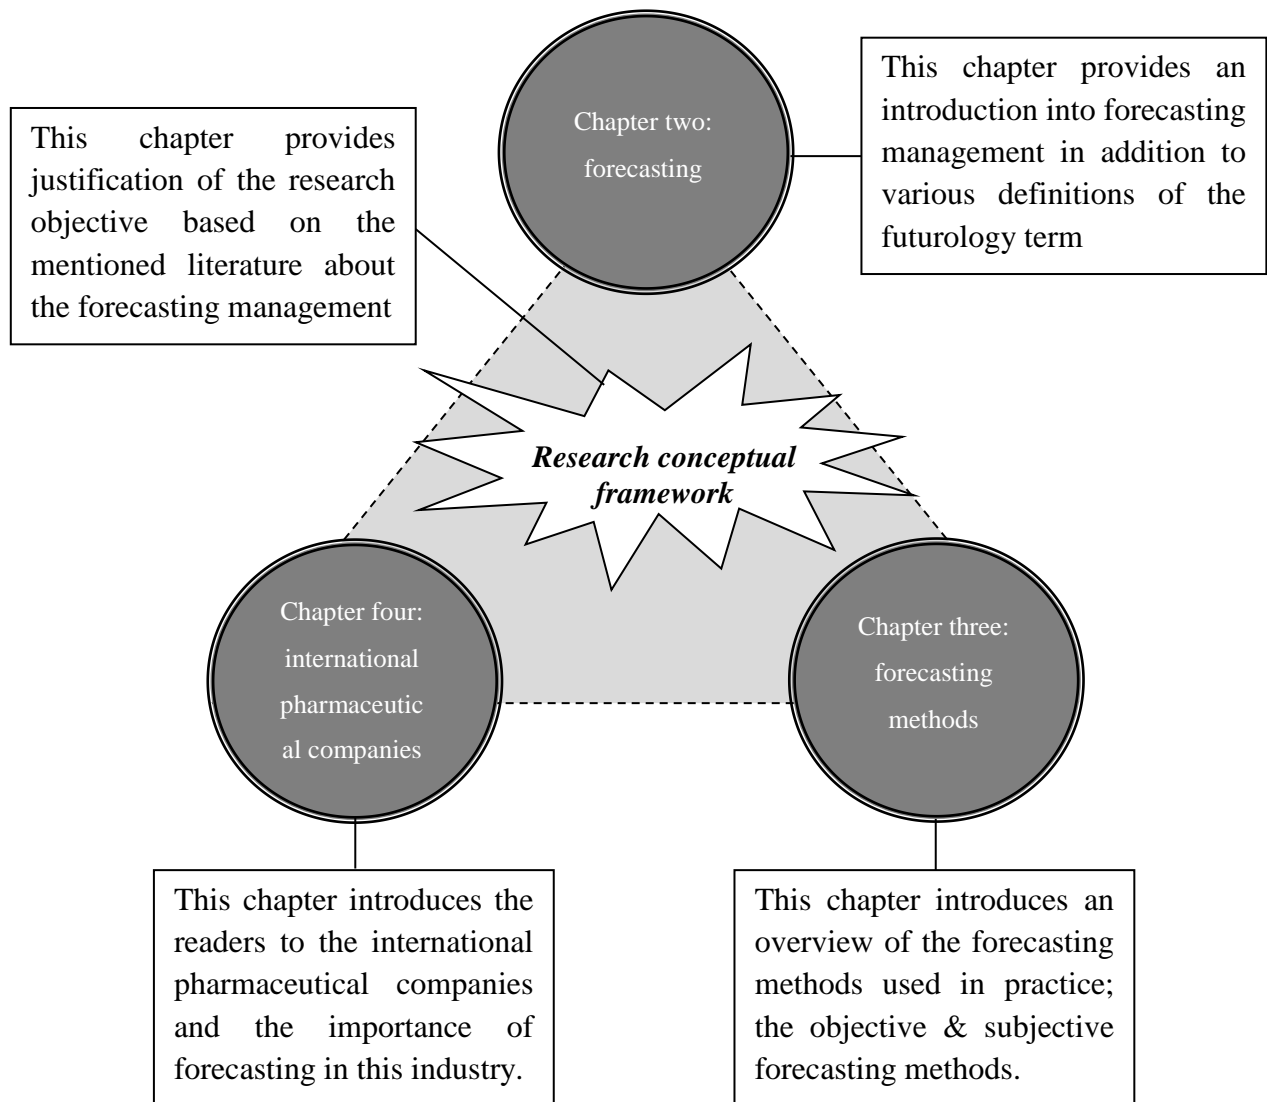 Chapter two:
forecasting
This chapter provides an
introduction into forecasting
management in addition to
various definitions of the
futurology term
This chapter provides
justification of the research
objective based on the
mentioned literature about
the forecasting management
Research conceptual
framework
Chapter four:
international
pharmaceutic
al companies
Chapter three:
forecasting
methods
This chapter introduces the
readers to the international
pharmaceutical companies
and the importance of
forecasting in this industry.
This chapter introduces an
overview of the forecasting
methods used in practice;
the objective & subjective
forecasting methods.